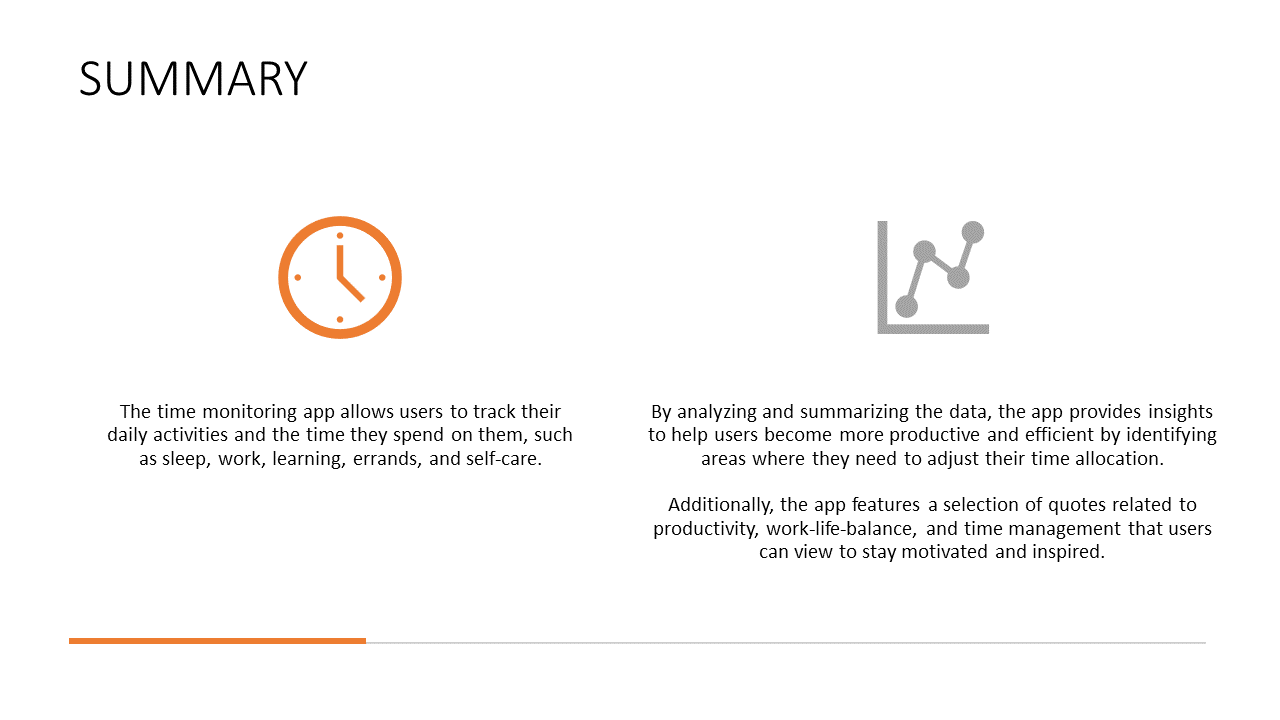 SUMMARY
The time monitoring app allows users to track their
daily activities and the time they spend on them, such
as sleep, work, learning, errands, and self-care.
By analyzing and summarizing the data, the app provides insights
to help users become more productive and efficient by identifying
areas where they need to adjust their time allocation.
Additionally, the app features a selection of quotes related to
productivity, work-life-balance, and time management that users
can view to stay motivated and inspired.